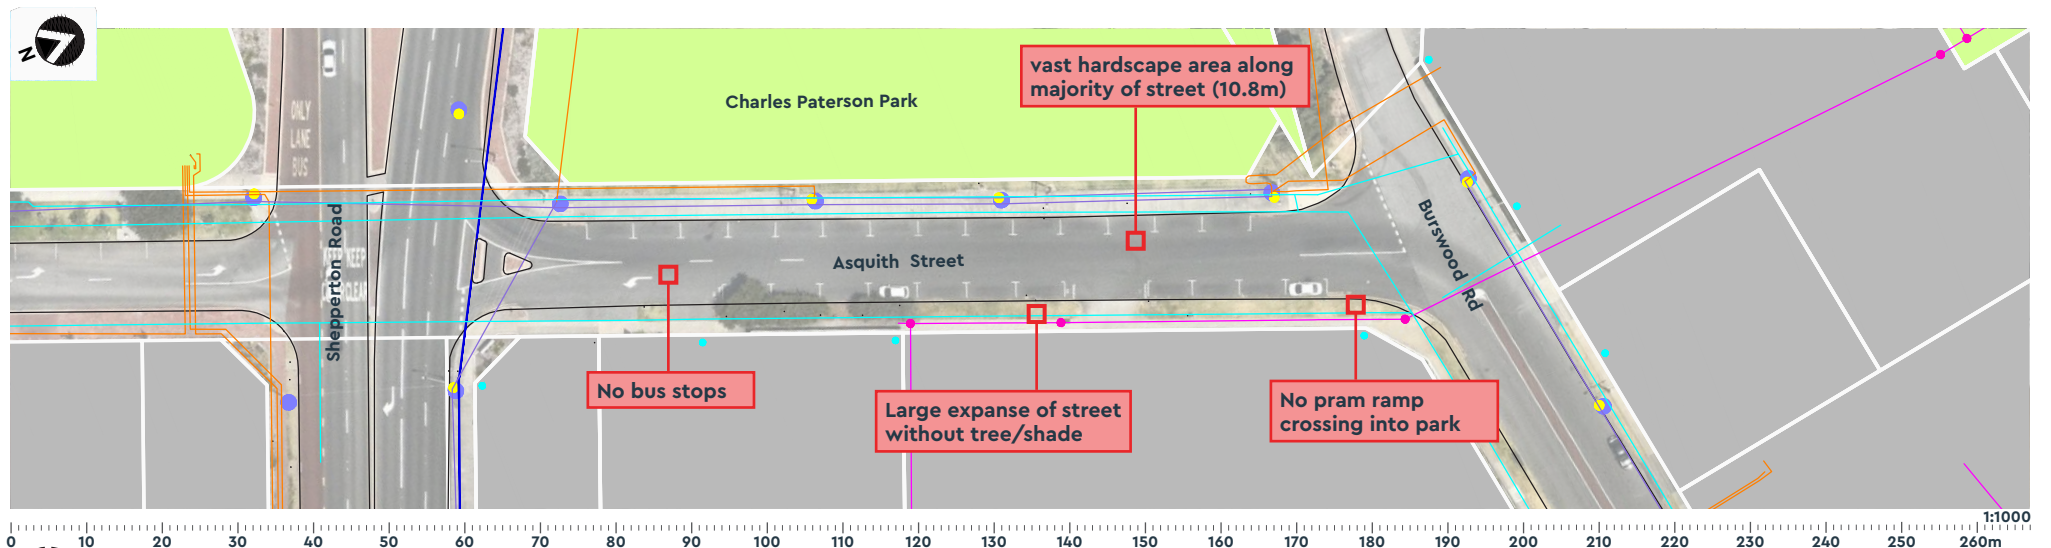 N
vast hardscape area along
majority of street (10.8m)
Charles Paterson Park
ONLY
LANE
BUS
Shepperton Road
KEEP
CLEAR
Asquith Street
Burswood Rd
No bus stops
Large expanse of street
without tree/shade
No pram ramp
crossing into park
1:1000
0 10 20 30 40 50 60 70 80 90 100 110 120 130 140 150 160 170 180 190 200 210 220 230 240 250 260m